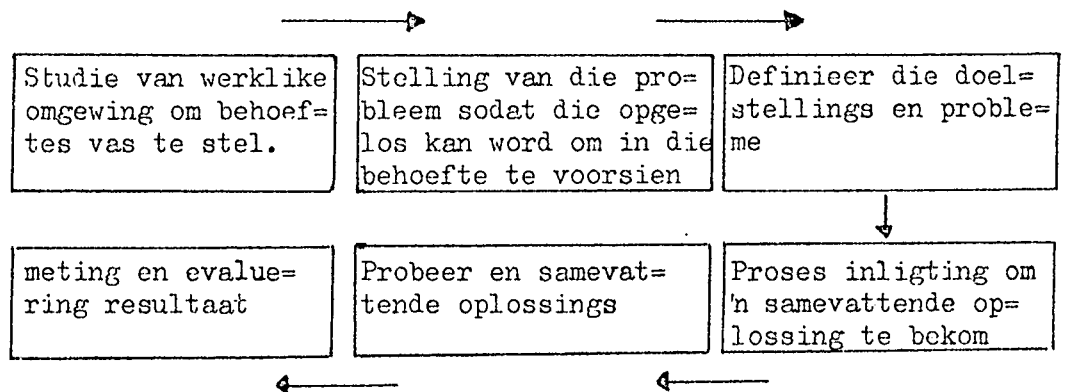 Studie van werklike
omgewing om behoef=
tes vas te stel.
Stelling van die pro=
bleem sodat die opge=
los kan word om in die
behoefte te voorsien
Definieer die doel=
stellings en proble=
me
Proses inligting om
'n samevattende op=
lossing te bekom
Probeer en samevat=
tende oplossings
meting en evalue=
ring resultaat